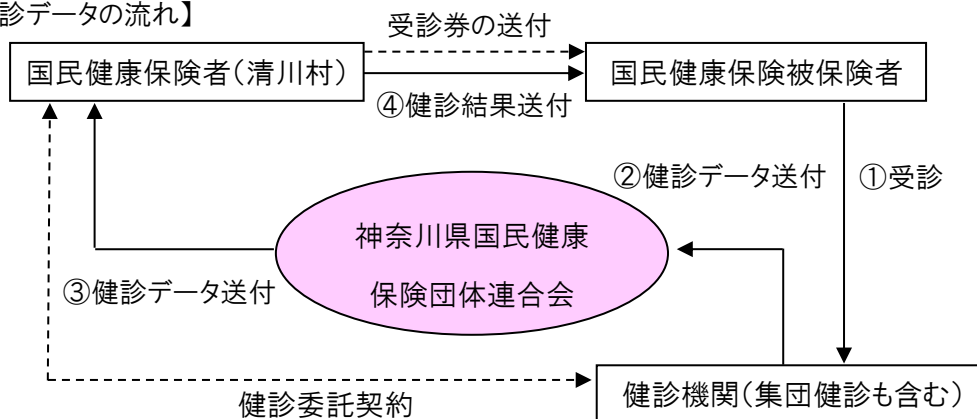 診データの流れ】
受診券の送付
国民健康保険者(清川村)
国民健康保険被保険者
④健診結果送付
②健診データ送付
①受診
神奈川県国民健康
保険団体連合会
③健診データ送付
健診機関(集団健診も含む)
健診委託契約